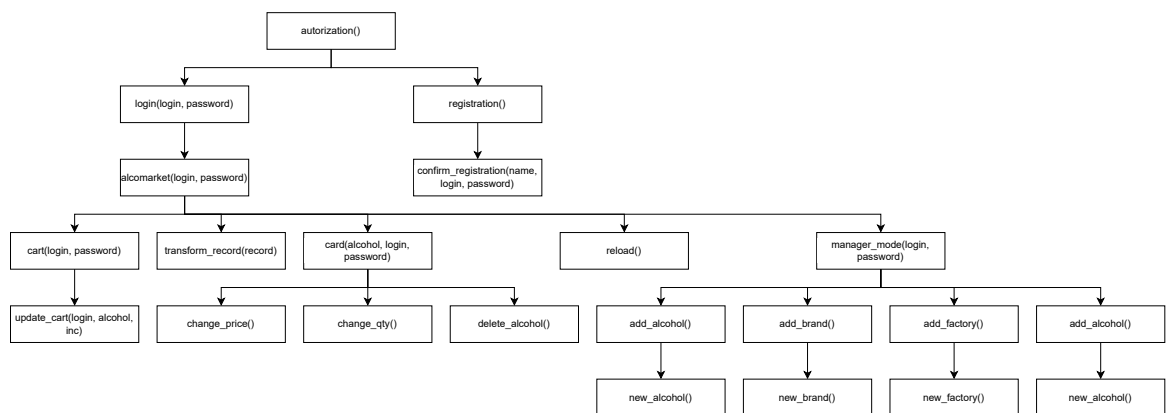 autorization()
login(login, password)
registration()
alcomarket(login, password)
confirm_registration(name,
login, password)
cart(login, password)
transform_record(record)
card(alcohol, login,
password)
reload()
manager_mode(login,
password)
update_cart(login, alcohol,
inc)
change_price()
change_qty()
delete_alcohol()
add_alcohol()
add_brand()
add_factory()
add_alcohol()
new_alcohol()
new_brand()
new_factory()
new_alcohol()